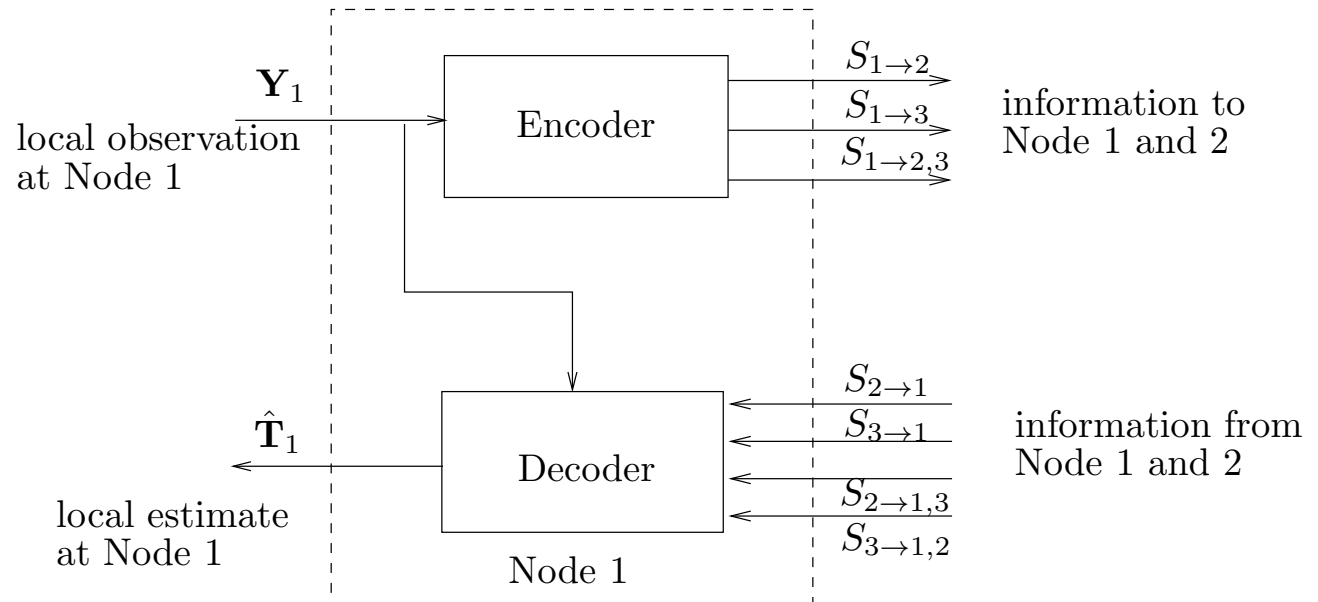 Y₁
local observation
at Node 1
Encoder
S₁→₂
S₁→₃
S₁→₂,₃
information to
Node 1 and 2
T̂₁
local estimate
at Node 1
Decoder
Node 1
S₂→₁
S₃→₁
S₂→₁,₃
S₃→₁,₂
information from
Node 1 and 2